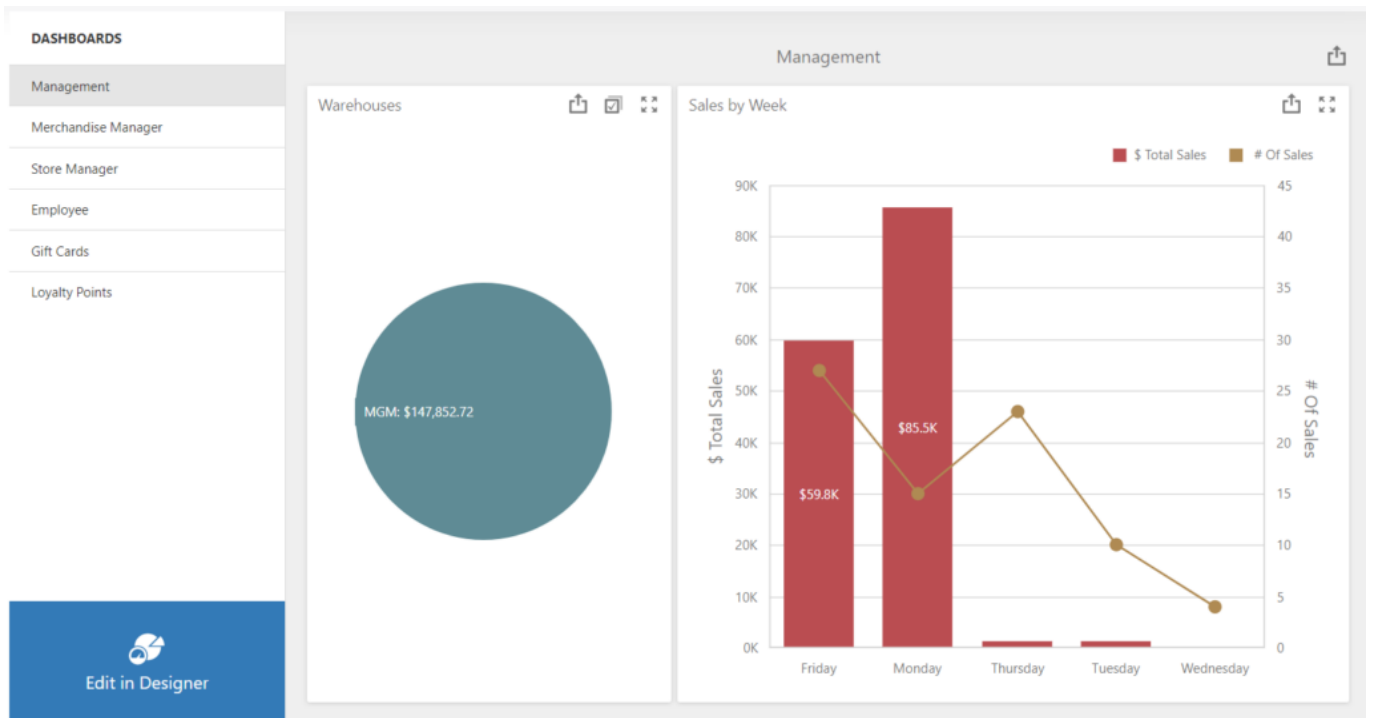 DASHBOARDS
Management
Merchandise Manager
Store Manager
Employee
Gift Cards
Loyalty Points
Edit in Designer
Management
Warehouses
MGM: $147,852.72
Sales by Week
$ Total Sales # Of Sales
90K 45
80K 40
70K 35
60K 30
50K 25
40K 20
30K 15
20K 10
10K 5
0K 0
$ Total Sales
# Of Sales
$85.5K
$59.8K
Friday Monday Thursday Tuesday Wednesday